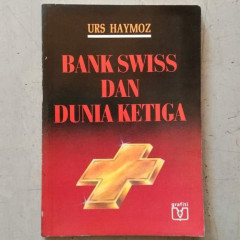 URS HAYMOZ
BANK SWISS
DAN
DUNIA KETIGA
grafiti